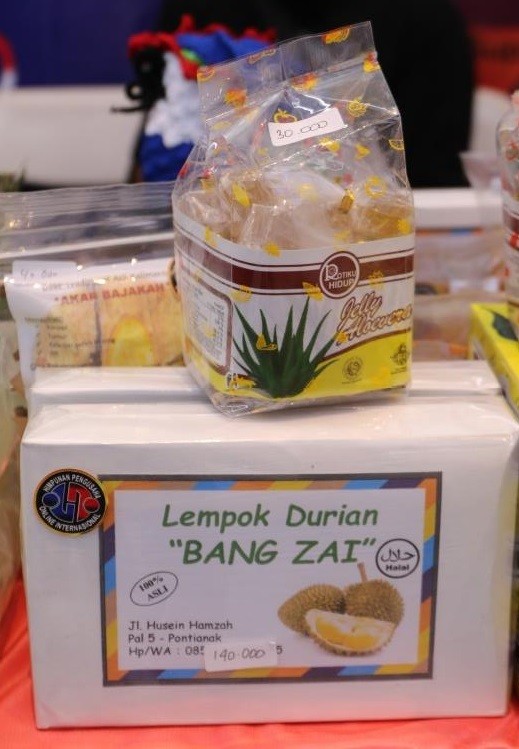 30.000
ROTIKU
HIDUP
Jelly
Aloevera
"AKAR BAJAKAH"
HIMPUNAN PENGUSAHA
ONLINE INTERNASIONAL
Lempok Durian
"BANG ZAI"
حلال
Halal
100%
ASLI
Jl. Husein Hamzah
Pal 5 - Pontianak
Hp/WA : 085 5
140.000